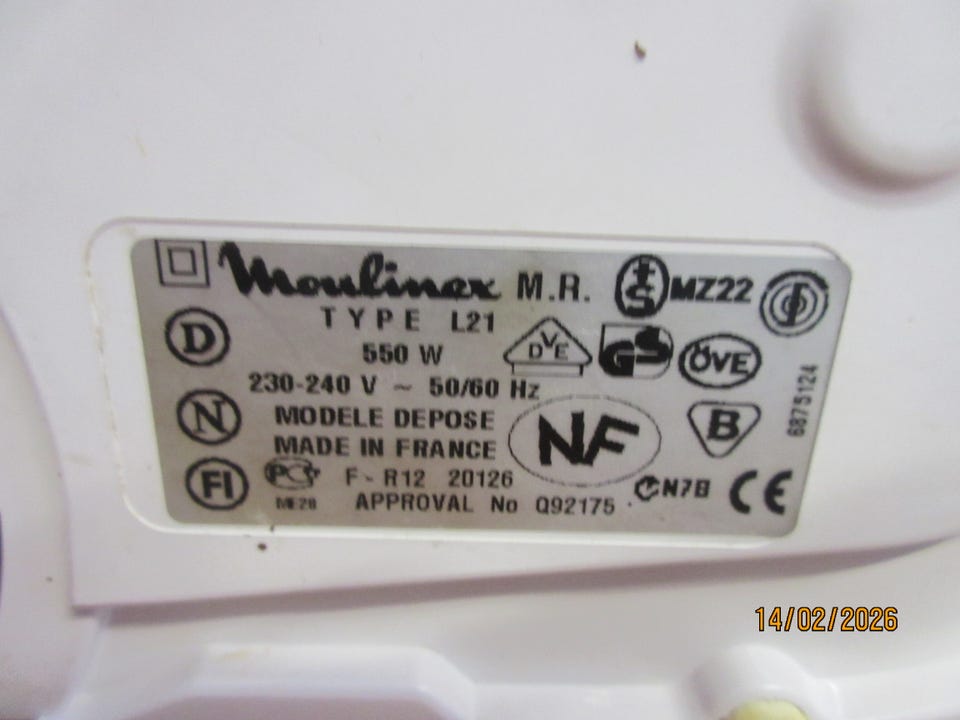 Moulinex M.R. S MZ22
TYPE L21
D
550 W
DVE GS ÖVE
230-240 V ~ 50/60 Hz
N
MODELE DEPOSE
NF B
6875124
MADE IN FRANCE
FI
F - R12 20126
N7B CE
ME28
APPROVAL No Q92175
14/02/2026